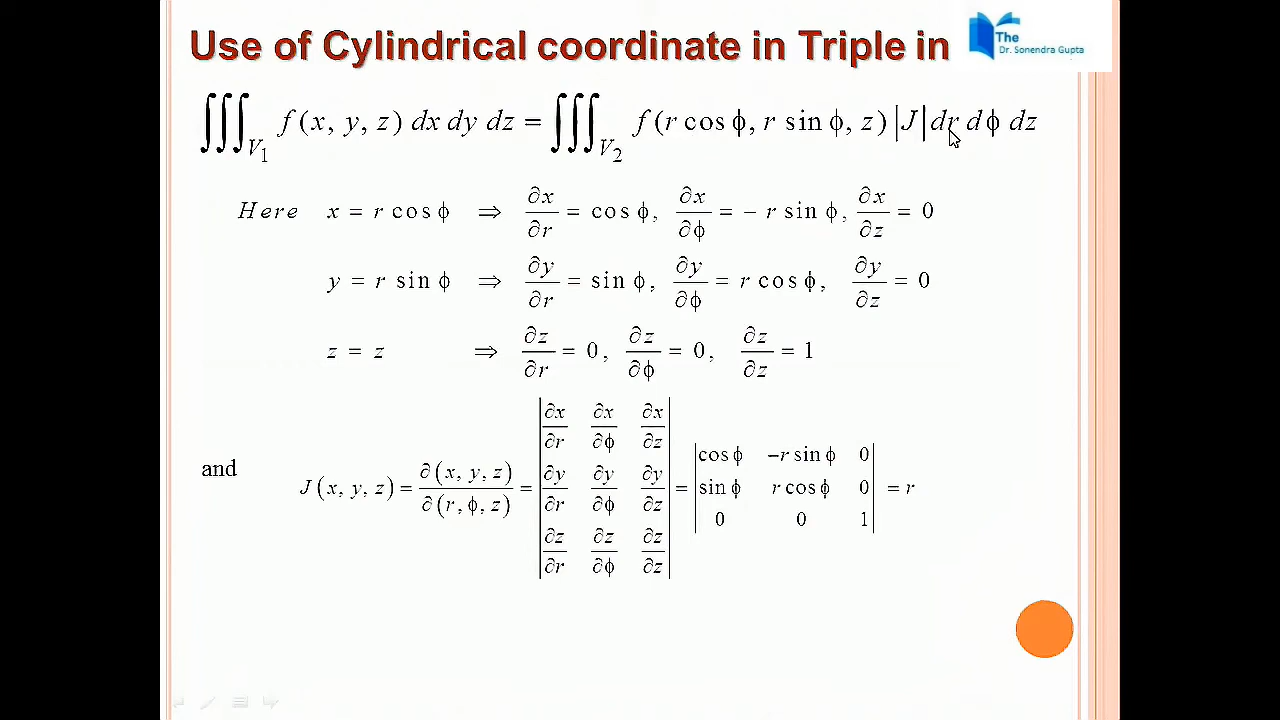 Use of Cylindrical coordinate in Triple in
The
Dr. Sonendra Gupta
∭_V₁ f(x, y, z) dx dy dz = ∭_V₂ f(r cos ϕ, r sin ϕ, z) |J| dr dϕ dz
Here x = r cos ϕ ⇒ ∂x/∂r = cos ϕ, ∂x/∂ϕ = − r sin ϕ, ∂x/∂z = 0
y = r sin ϕ ⇒ ∂y/∂r = sin ϕ, ∂y/∂ϕ = r cos ϕ, ∂y/∂z = 0
z = z ⇒ ∂z/∂r = 0, ∂z/∂ϕ = 0, ∂z/∂z = 1
and J(x, y, z) = ∂(x, y, z)/∂(r, ϕ, z) = |∂x/∂r ∂x/∂ϕ ∂x/∂z; ∂y/∂r ∂y/∂ϕ ∂y/∂z; ∂z/∂r ∂z/∂ϕ ∂z/∂z| = |cos ϕ −r sin ϕ 0; sin ϕ r cos ϕ 0; 0 0 1| = r